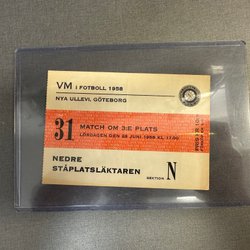 VM I FOTBOLL 1958
NYA ULLEVI, GÖTEBORG
31 MATCH OM 3:E PLATS
LÖRDAGEN DEN 28 JUNI 1958 KL 17.00
NEDRE
STÅPLATSLÄKTAREN
SEKTION N